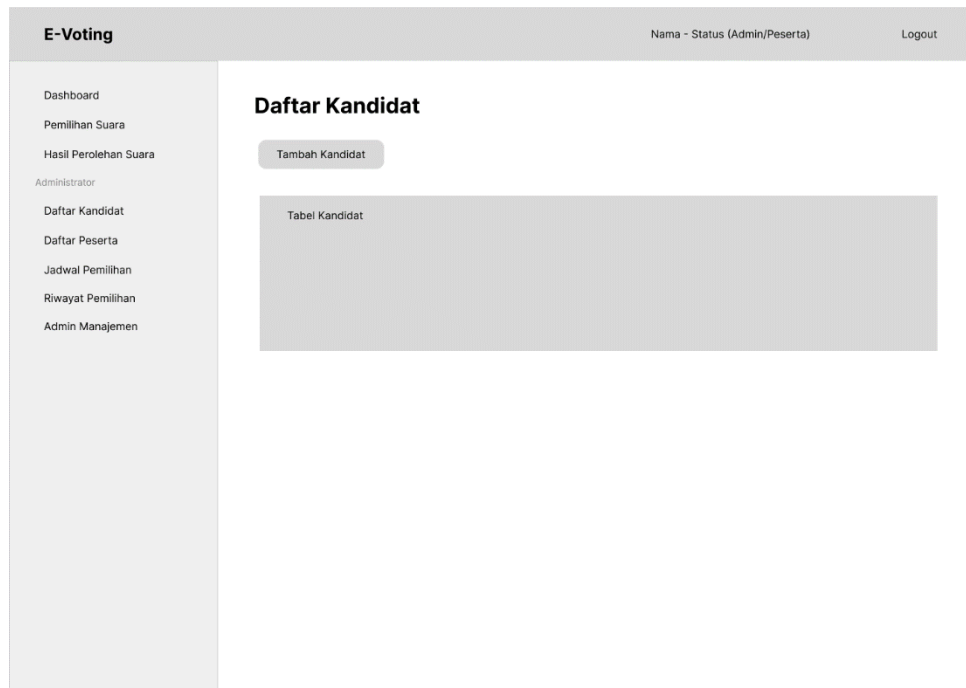 E-Voting
Nama - Status (Admin/Peserta)
Logout
Dashboard
Pemilihan Suara
Hasil Perolehan Suara
Administrator
Daftar Kandidat
Daftar Peserta
Jadwal Pemilihan
Riwayat Pemilihan
Admin Manajemen
Daftar Kandidat
Tambah Kandidat
Tabel Kandidat